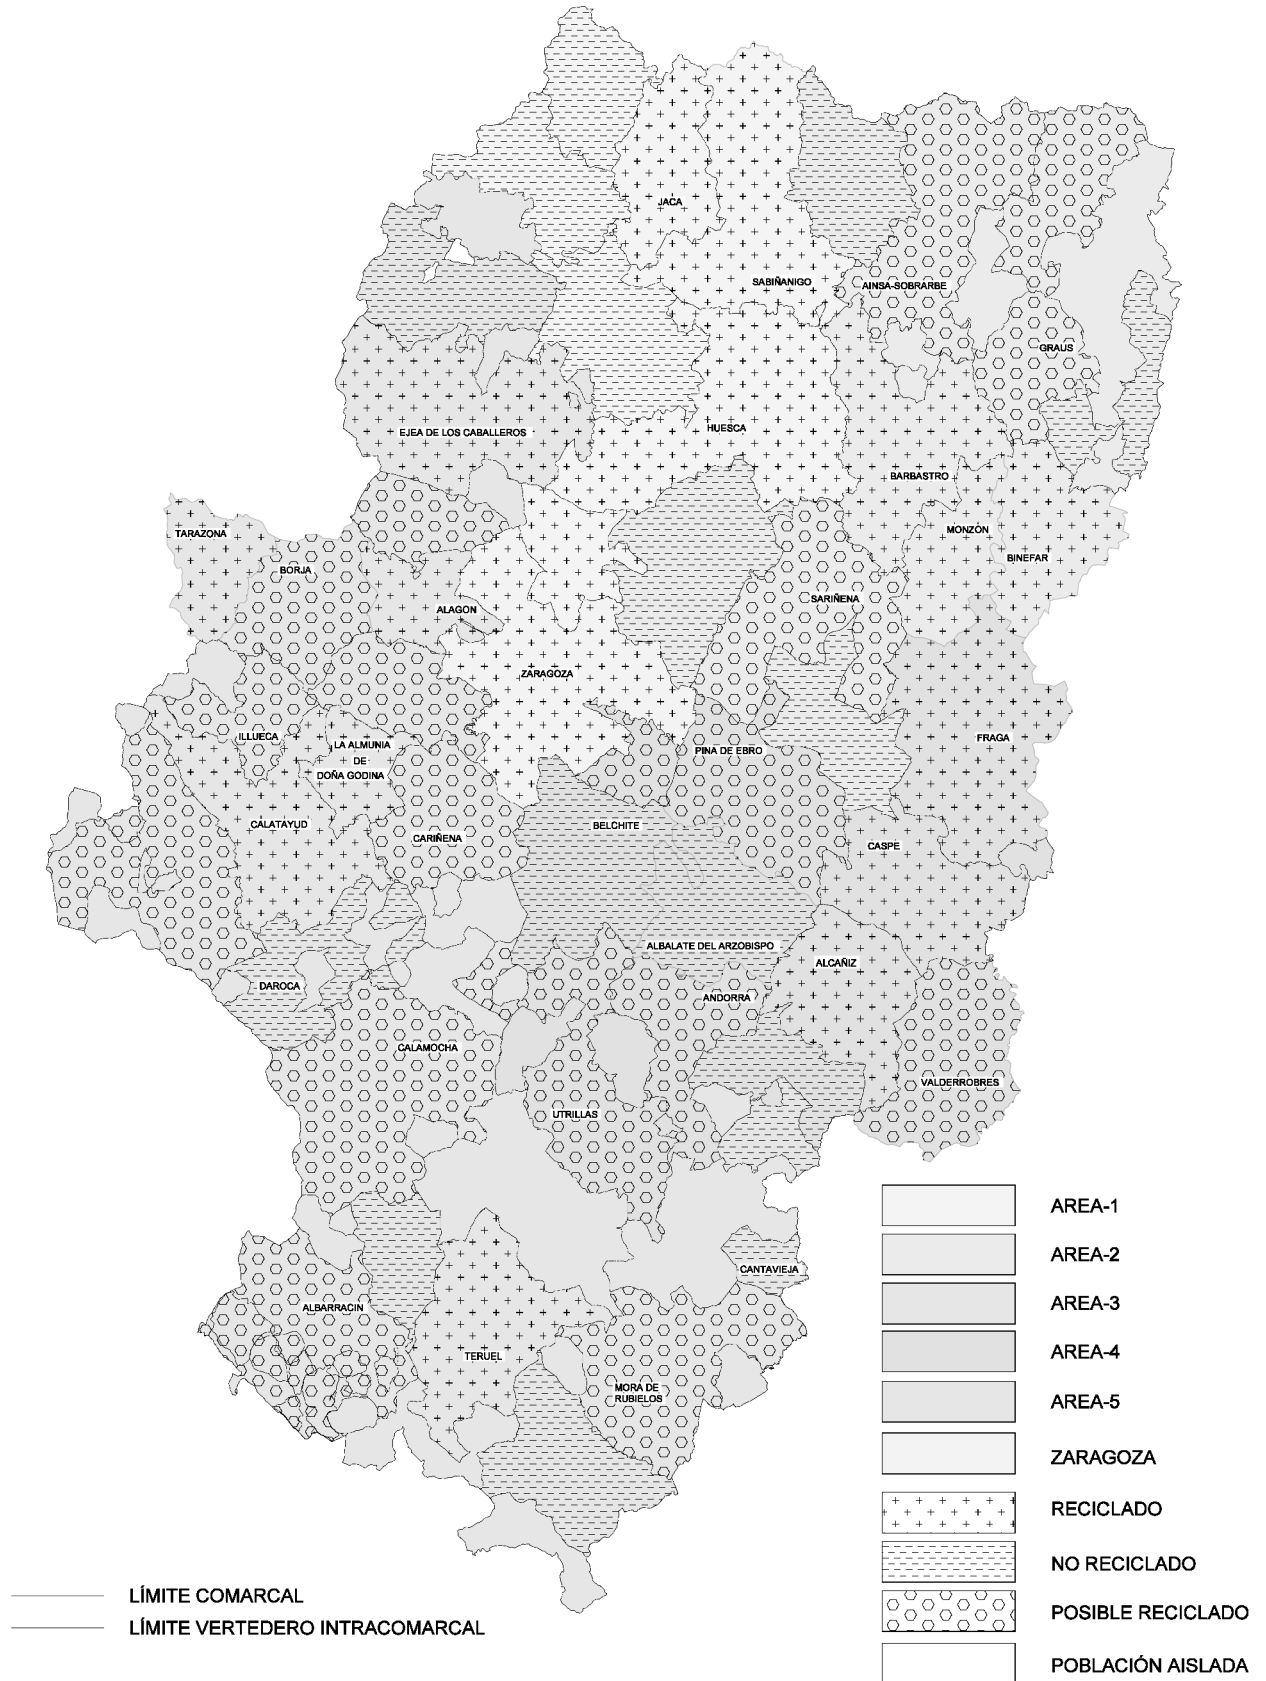 JACA
SABIÑANIGO
AINSA-SOBRARBE
GRAUS
HUESCA
EJEA DE LOS CABALLEROS
BARBASTRO
MONZÓN
TARAZONA
BINEFAR
BORJA
SARIÑENA
ALAGON
ZARAGOZA
ILLUECA
FRAGA
LA ALMUNIA
DE
DOÑA GODINA
PINA DE EBRO
CALATAYUD
BELCHITE
CARIÑENA
CASPE
ALBALATE DEL ARZOBISPO
ALCAÑIZ
DAROCA
ANDORRA
CALAMOCHA
VALDERROBRES
UTRILLAS
CANTAVIEJA
ALBARRACIN
TERUEL
MORA DE
RUBIELOS
AREA-1
AREA-2
AREA-3
AREA-4
AREA-5
ZARAGOZA
RECICLADO
NO RECICLADO
POSIBLE RECICLADO
POBLACIÓN AISLADA
LÍMITE COMARCAL
LÍMITE VERTEDERO INTRACOMARCAL